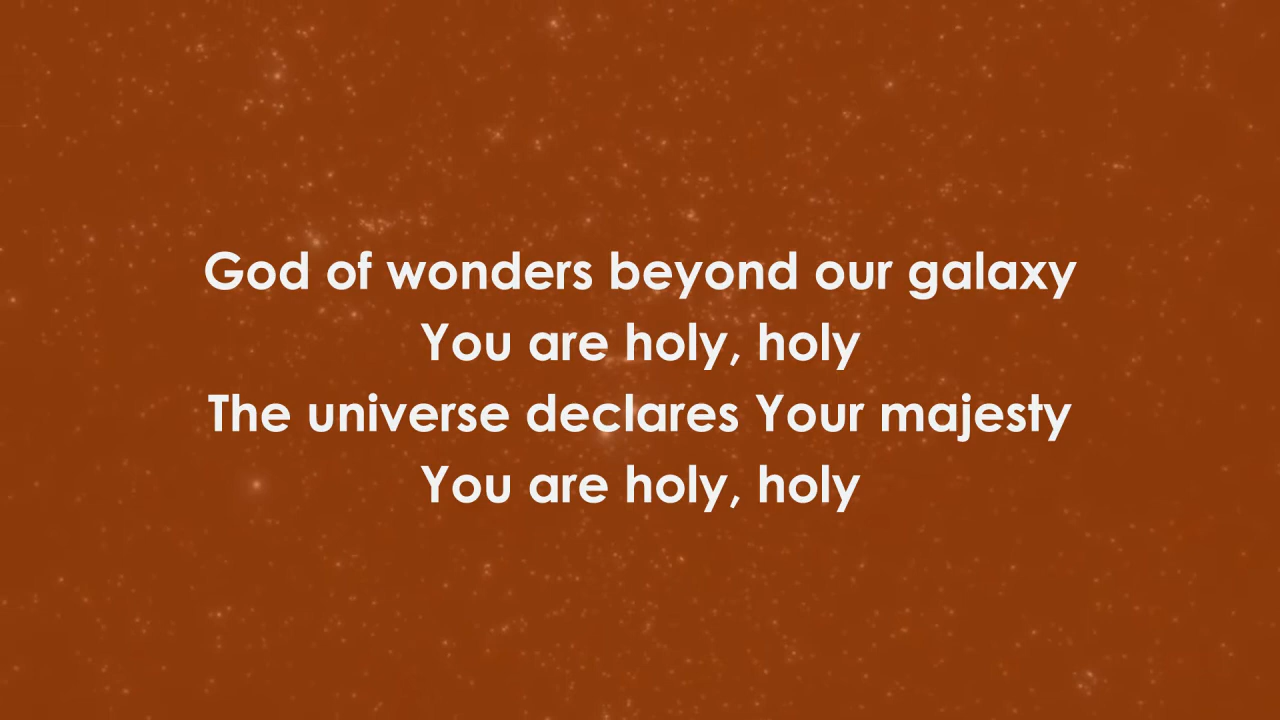 God of wonders beyond our galaxy
You are holy, holy
The universe declares Your majesty
You are holy, holy